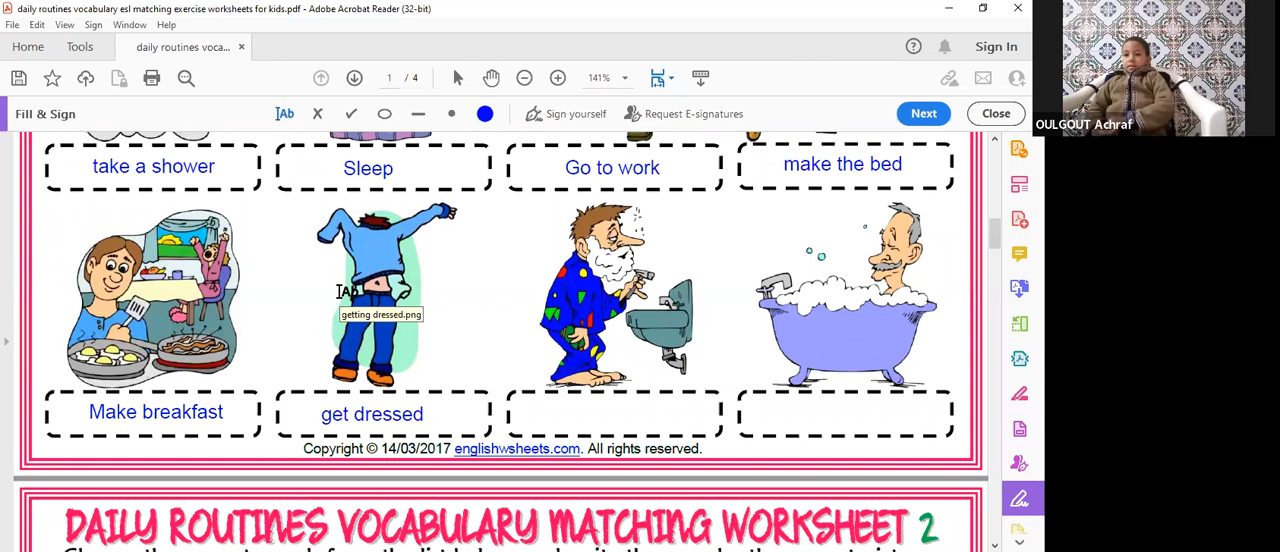 daily routines vocabulary esl matching exercise worksheets for kids.pdf - Adobe Acrobat Reader (32-bit)
File Edit View Sign Window Help
Home Tools daily routines voca... × Sign In
1 / 4 141%
Fill & Sign IAb Sign yourself Request E-signatures Next Close
OULGOUT Achraf
take a shower Sleep Go to work make the bed
IAb
getting dressed.png
Make breakfast get dressed
Copyright © 14/03/2017 englishwsheets.com. All rights reserved.
DAILY ROUTINES VOCABULARY MATCHING WORKSHEET 2